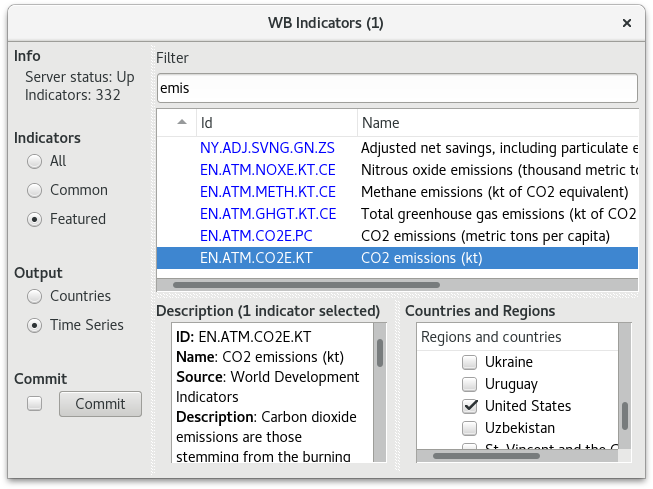 WB Indicators (1)
Info
Server status: Up
Indicators: 332
Indicators
All
Common
Featured
Output
Countries
Time Series
Commit
Commit
Filter
emis
Id Name
NY.ADJ.SVNG.GN.ZS Adjusted net savings, including particulate e
EN.ATM.NOXE.KT.CE Nitrous oxide emissions (thousand metric to
EN.ATM.METH.KT.CE Methane emissions (kt of CO2 equivalent)
EN.ATM.GHGT.KT.CE Total greenhouse gas emissions (kt of CO2
EN.ATM.CO2E.PC CO2 emissions (metric tons per capita)
EN.ATM.CO2E.KT CO2 emissions (kt)
Description (1 indicator selected)
ID: EN.ATM.CO2E.KT
Name: CO2 emissions (kt)
Source: World Development
Indicators
Description: Carbon dioxide
emissions are those
stemming from the burning
Countries and Regions
Regions and countries
Ukraine
Uruguay
United States
Uzbekistan
St. Vincent and the G